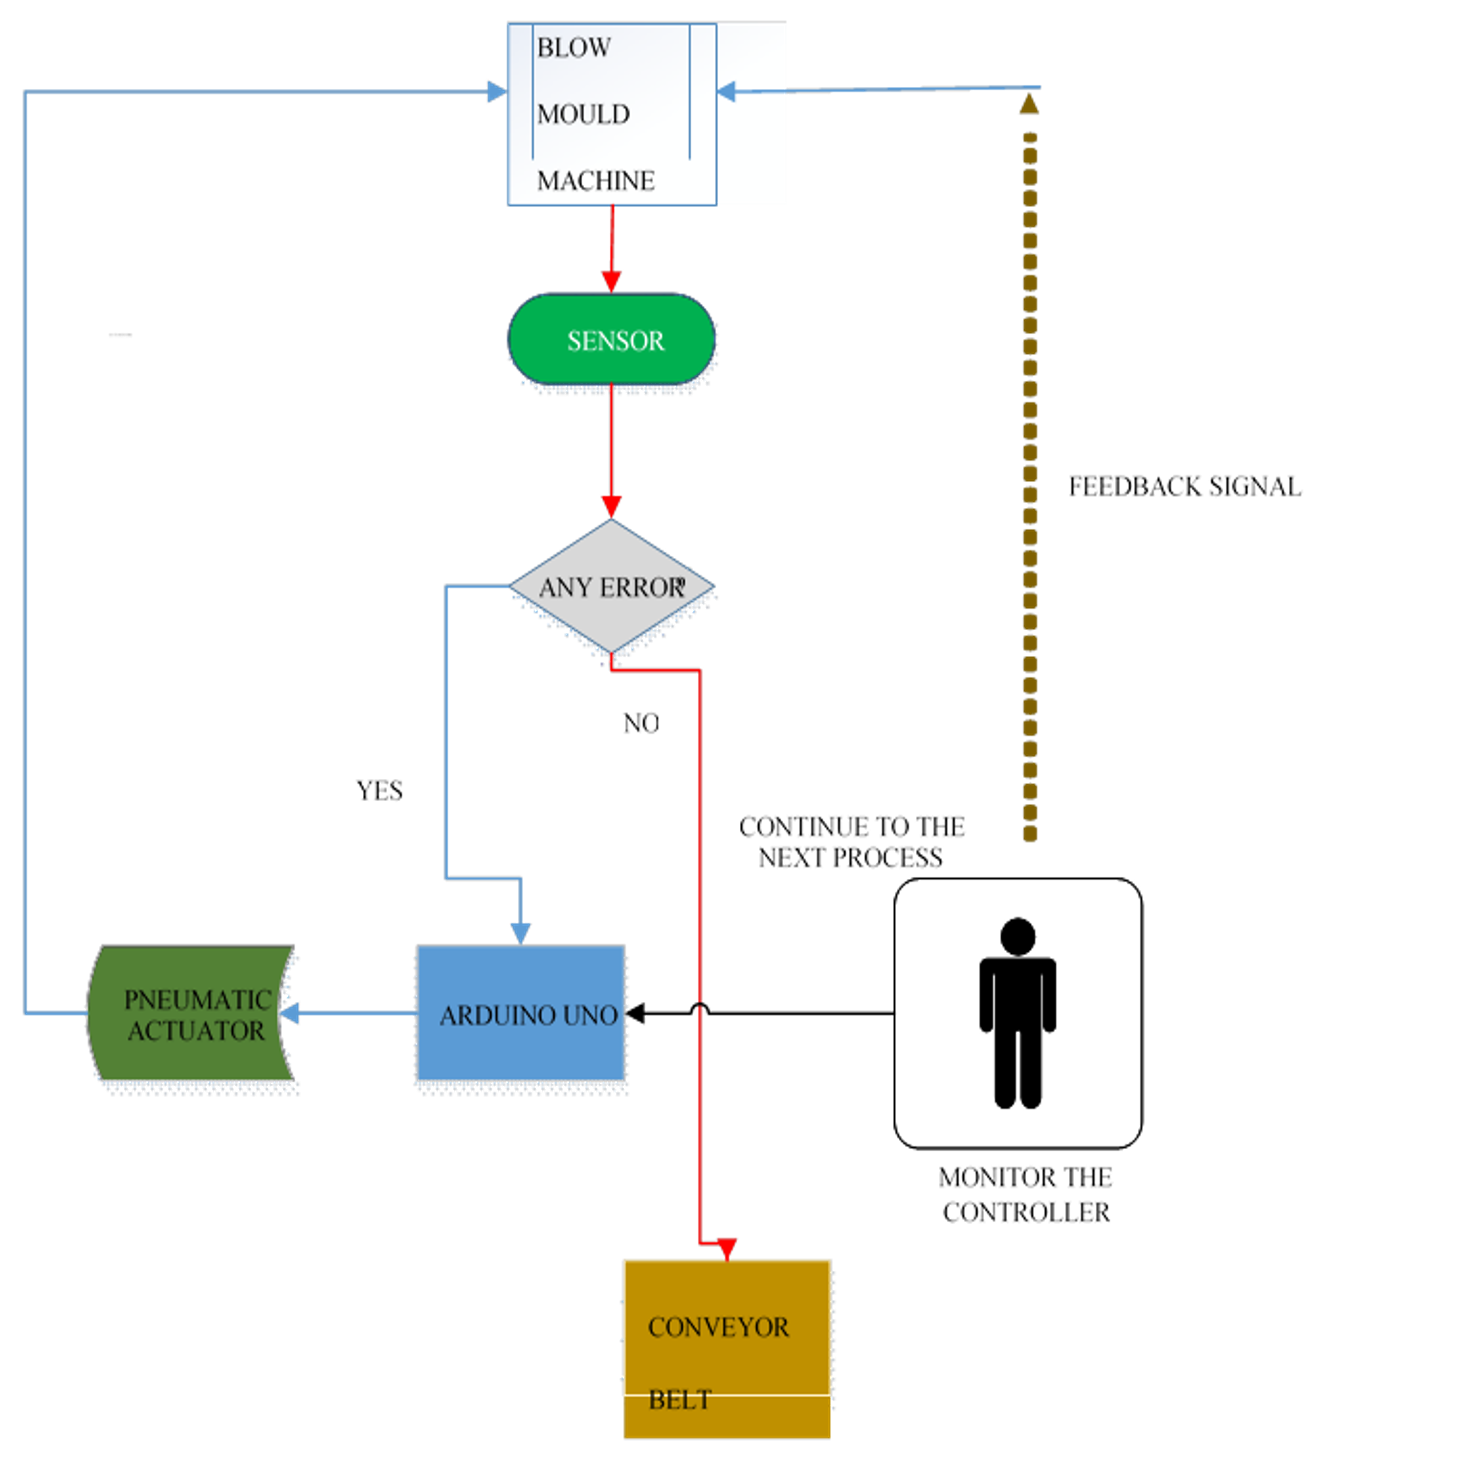 BLOW
MOULD
MACHINE
SENSOR
FEEDBACK SIGNAL
ANY ERROR?
NO
YES
CONTINUE TO THE
NEXT PROCESS
PNEUMATIC
ACTUATOR
ARDUINO UNO
MONITOR THE
CONTROLLER
CONVEYOR
BELT